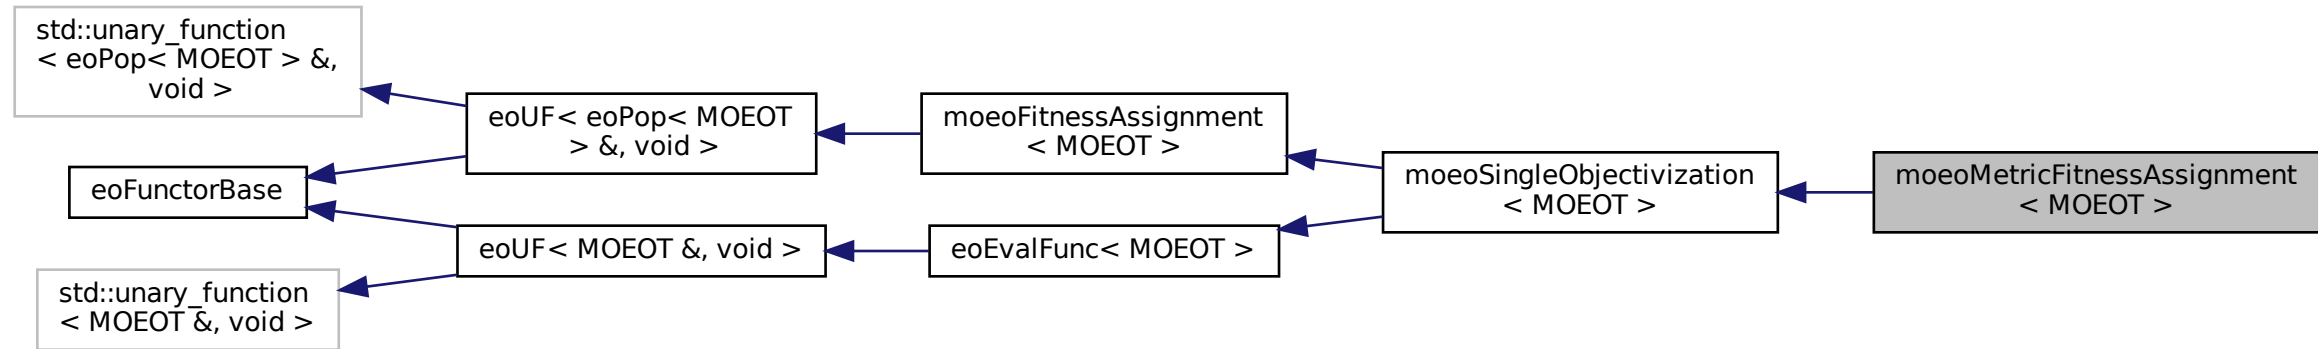 std::unary_function
< eoPop< MOEOT > &,
void >
eoFunctorBase
std::unary_function
< MOEOT &, void >
eoUF< eoPop< MOEOT
> &, void >
eoUF< MOEOT &, void >
moeoFitnessAssignment
< MOEOT >
eoEvalFunc< MOEOT >
moeoSingleObjectivization
< MOEOT >
moeoMetricFitnessAssignment
< MOEOT >